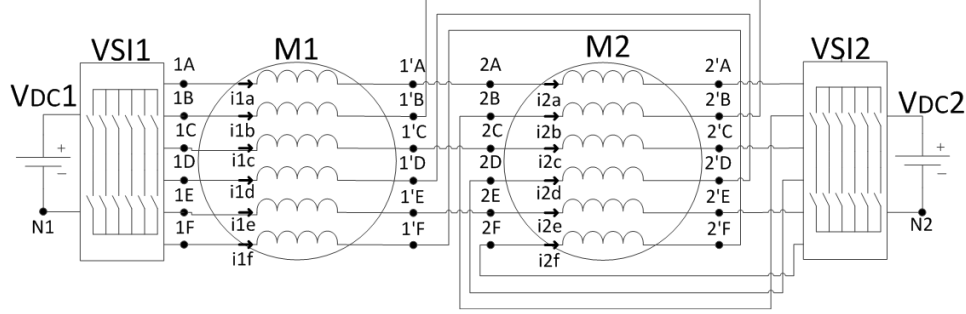 VSI1 M1 M2 VSI2
VDC1 VDC2
1A 1'A 2A 2'A
i1a i2a
1B 1'B 2B 2'B
i1b i2b
1C 1'C 2C 2'C
i1c i2c
1D 1'D 2D 2'D
i1d i2d
1E 1'E 2E 2'E
i1e i2e
1F 1'F 2F 2'F
i1f i2f
+ +
− −
N1 N2